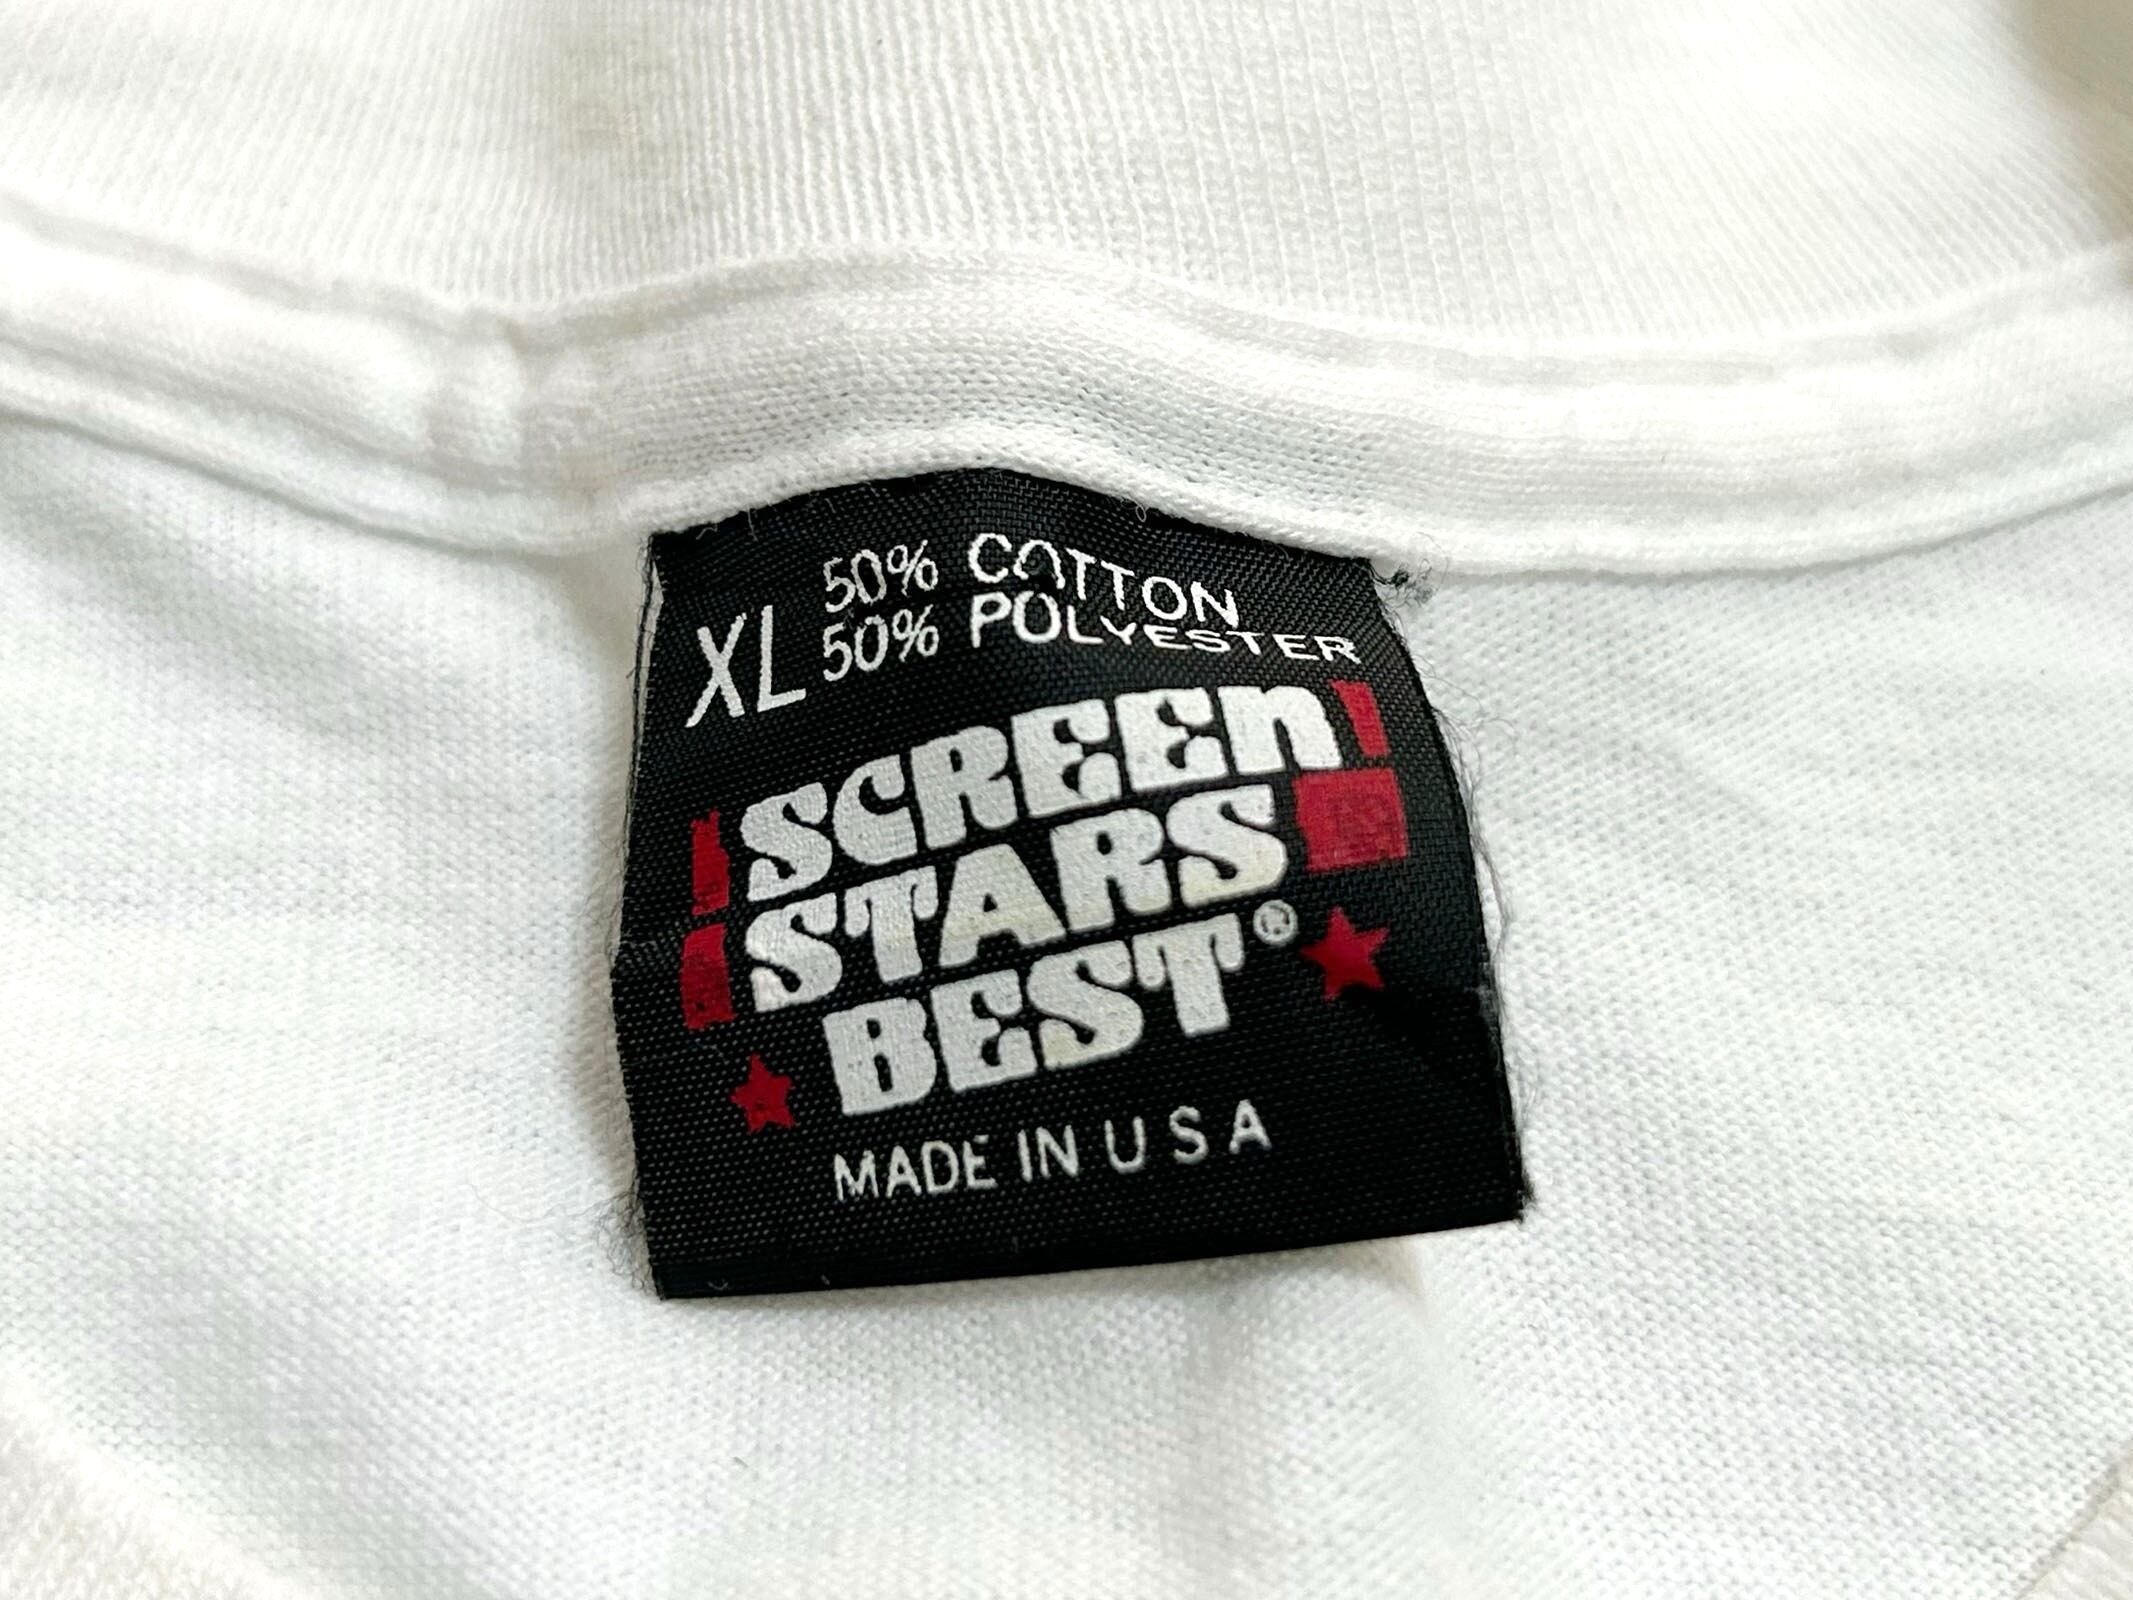 XL 50% COTTON
50% POLYESTER
SCREEn
STARS
BEST®
MADE IN U S A